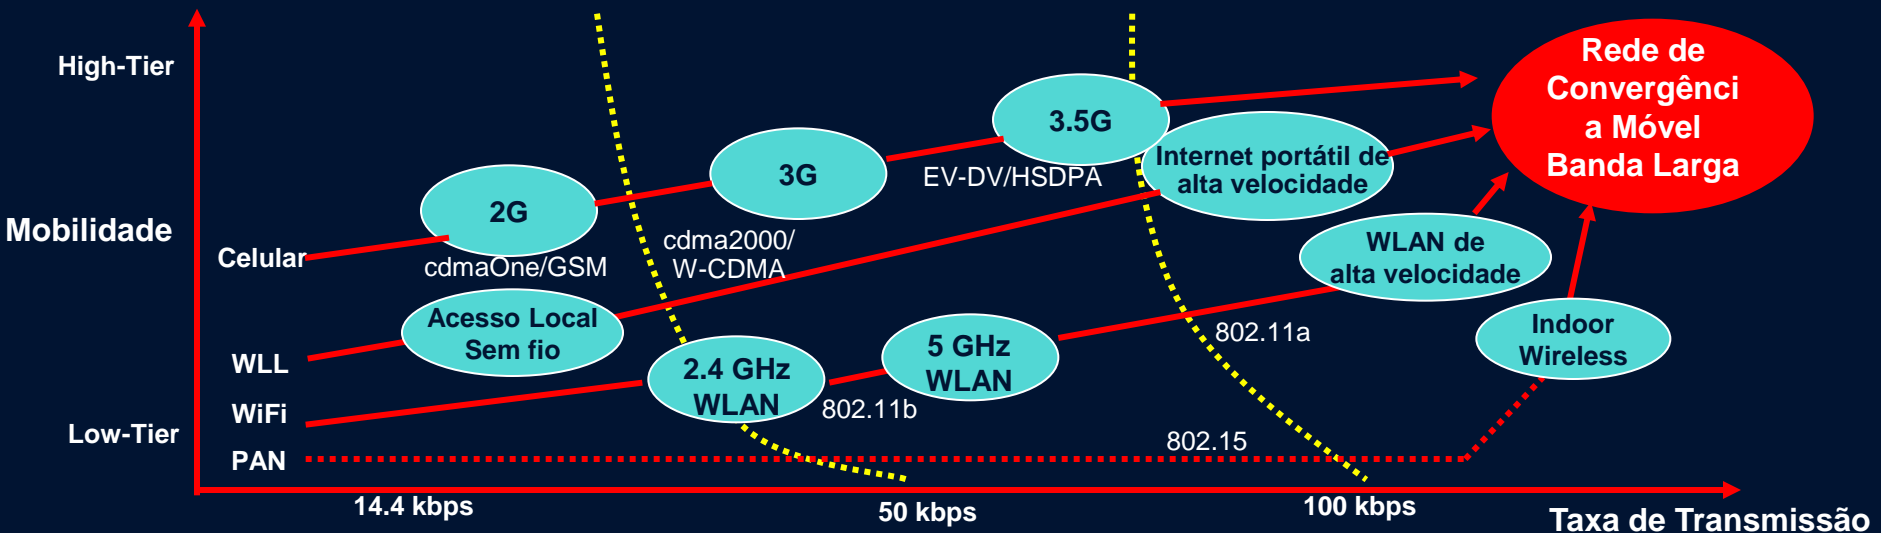 High-Tier
Mobilidade
Low-Tier
Celular
WLL
WiFi
PAN
2G
cdmaOne/GSM
3G
cdma2000/
W-CDMA
3.5G
EV-DV/HSDPA
Internet portátil de
alta velocidade
Rede de
Convergênci
a Móvel
Banda Larga
Acesso Local
Sem fio
2.4 GHz
WLAN
802.11b
5 GHz
WLAN
802.11a
WLAN de
alta velocidade
Indoor
Wireless
802.15
14.4 kbps
50 kbps
100 kbps
Taxa de Transmissão